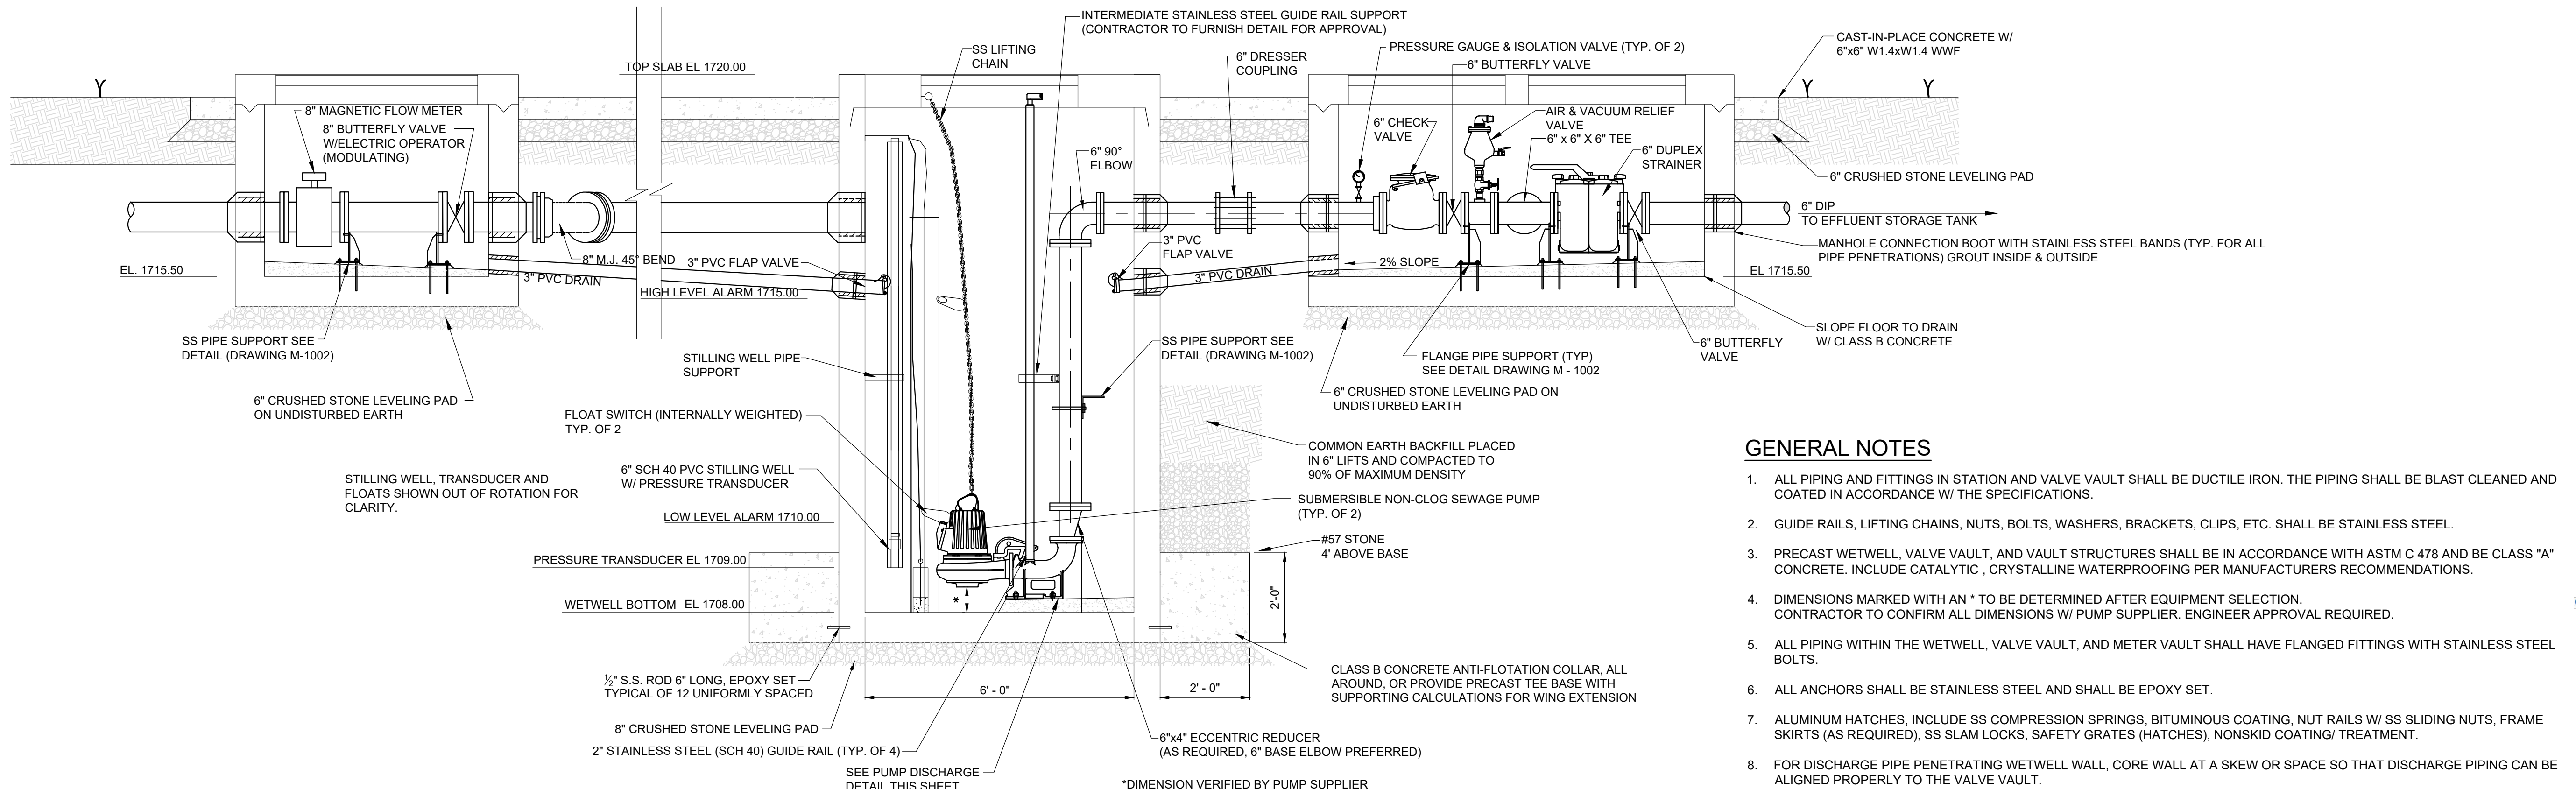 INTERMEDIATE STAINLESS STEEL GUIDE RAIL SUPPORT
(CONTRACTOR TO FURNISH DETAIL FOR APPROVAL)
SS LIFTING
CHAIN
6" DRESSER
COUPLING
PRESSURE GAUGE & ISOLATION VALVE (TYP. OF 2)
6" BUTTERFLY VALVE
CAST-IN-PLACE CONCRETE W/
6"x6" W1.4xW1.4 WWF
TOP SLAB EL 1720.00
8" MAGNETIC FLOW METER
8" BUTTERFLY VALVE
W/ELECTRIC OPERATOR
(MODULATING)
6" 90°
ELBOW
6" CHECK
VALVE
AIR & VACUUM RELIEF
VALVE
6" x 6" X 6" TEE
6" DUPLEX
STRAINER
6" CRUSHED STONE LEVELING PAD
6" DIP
TO EFFLUENT STORAGE TANK
MANHOLE CONNECTION BOOT WITH STAINLESS STEEL BANDS (TYP. FOR ALL
PIPE PENETRATIONS) GROUT INSIDE & OUTSIDE
EL. 1715.50
8" M.J. 45° BEND
3" PVC FLAP VALVE
3" PVC DRAIN
HIGH LEVEL ALARM 1715.00
3" PVC
FLAP VALVE
3" PVC DRAIN
2% SLOPE
EL 1715.50
SS PIPE SUPPORT SEE
DETAIL (DRAWING M-1002)
6" CRUSHED STONE LEVELING PAD
ON UNDISTURBED EARTH
STILLING WELL PIPE
SUPPORT
SS PIPE SUPPORT SEE
DETAIL (DRAWING M-1002)
FLANGE PIPE SUPPORT (TYP)
SEE DETAIL DRAWING M - 1002
6" BUTTERFLY
VALVE
SLOPE FLOOR TO DRAIN
W/ CLASS B CONCRETE
6" CRUSHED STONE LEVELING PAD ON
UNDISTURBED EARTH
FLOAT SWITCH (INTERNALLY WEIGHTED)
TYP. OF 2
COMMON EARTH BACKFILL PLACED
IN 6" LIFTS AND COMPACTED TO
90% OF MAXIMUM DENSITY
STILLING WELL, TRANSDUCER AND
FLOATS SHOWN OUT OF ROTATION FOR
CLARITY.
6" SCH 40 PVC STILLING WELL
W/ PRESSURE TRANSDUCER
SUBMERSIBLE NON-CLOG SEWAGE PUMP
(TYP. OF 2)
LOW LEVEL ALARM 1710.00
#57 STONE
4' ABOVE BASE
PRESSURE TRANSDUCER EL 1709.00
WETWELL BOTTOM EL 1708.00
*
2'-0"
½" S.S. ROD 6" LONG, EPOXY SET
TYPICAL OF 12 UNIFORMLY SPACED
6' - 0"
2' - 0"
CLASS B CONCRETE ANTI-FLOTATION COLLAR, ALL
AROUND, OR PROVIDE PRECAST TEE BASE WITH
SUPPORTING CALCULATIONS FOR WING EXTENSION
8" CRUSHED STONE LEVELING PAD
2" STAINLESS STEEL (SCH 40) GUIDE RAIL (TYP. OF 4)
6"x4" ECCENTRIC REDUCER
(AS REQUIRED, 6" BASE ELBOW PREFERRED)
SEE PUMP DISCHARGE
DETAIL THIS SHEET
*DIMENSION VERIFIED BY PUMP SUPPLIER
GENERAL NOTES
1. ALL PIPING AND FITTINGS IN STATION AND VALVE VAULT SHALL BE DUCTILE IRON. THE PIPING SHALL BE BLAST CLEANED AND
COATED IN ACCORDANCE W/ THE SPECIFICATIONS.
2. GUIDE RAILS, LIFTING CHAINS, NUTS, BOLTS, WASHERS, BRACKETS, CLIPS, ETC. SHALL BE STAINLESS STEEL.
3. PRECAST WETWELL, VALVE VAULT, AND VAULT STRUCTURES SHALL BE IN ACCORDANCE WITH ASTM C 478 AND BE CLASS "A"
CONCRETE. INCLUDE CATALYTIC , CRYSTALLINE WATERPROOFING PER MANUFACTURERS RECOMMENDATIONS.
4. DIMENSIONS MARKED WITH AN * TO BE DETERMINED AFTER EQUIPMENT SELECTION.
CONTRACTOR TO CONFIRM ALL DIMENSIONS W/ PUMP SUPPLIER. ENGINEER APPROVAL REQUIRED.
5. ALL PIPING WITHIN THE WETWELL, VALVE VAULT, AND METER VAULT SHALL HAVE FLANGED FITTINGS WITH STAINLESS STEEL
BOLTS.
6. ALL ANCHORS SHALL BE STAINLESS STEEL AND SHALL BE EPOXY SET.
7. ALUMINUM HATCHES, INCLUDE SS COMPRESSION SPRINGS, BITUMINOUS COATING, NUT RAILS W/ SS SLIDING NUTS, FRAME
SKIRTS (AS REQUIRED), SS SLAM LOCKS, SAFETY GRATES (HATCHES), NONSKID COATING/ TREATMENT.
8. FOR DISCHARGE PIPE PENETRATING WETWELL WALL, CORE WALL AT A SKEW OR SPACE SO THAT DISCHARGE PIPING CAN BE
ALIGNED PROPERLY TO THE VALVE VAULT.